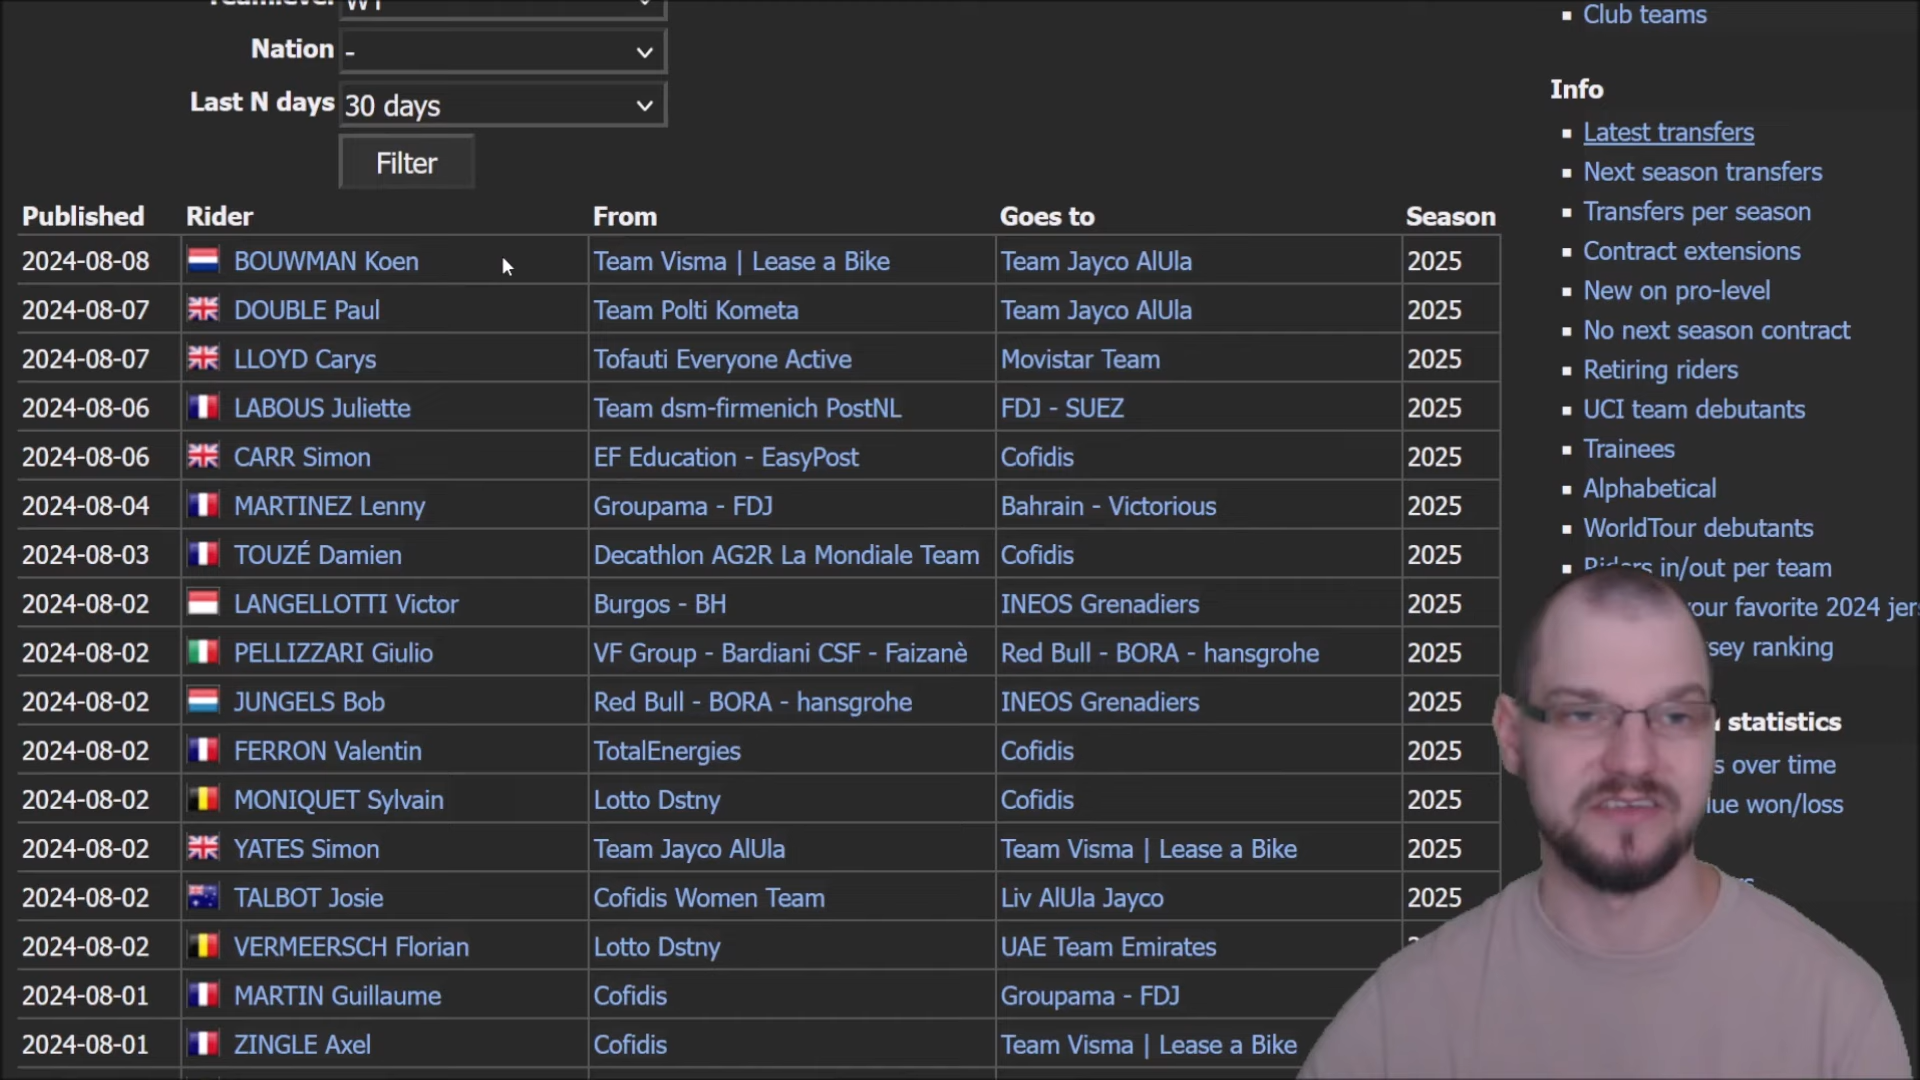 Teamlevel WT
Nation -
Last N days 30 days
Filter
Published Rider From Goes to Season
2024-08-08 BOUWMAN Koen Team Visma | Lease a Bike Team Jayco AlUla 2025
2024-08-07 DOUBLE Paul Team Polti Kometa Team Jayco AlUla 2025
2024-08-07 LLOYD Carys Tofauti Everyone Active Movistar Team 2025
2024-08-06 LABOUS Juliette Team dsm-firmenich PostNL FDJ - SUEZ 2025
2024-08-06 CARR Simon EF Education - EasyPost Cofidis 2025
2024-08-04 MARTINEZ Lenny Groupama - FDJ Bahrain - Victorious 2025
2024-08-03 TOUZÉ Damien Decathlon AG2R La Mondiale Team Cofidis 2025
2024-08-02 LANGELLOTTI Victor Burgos - BH INEOS Grenadiers 2025
2024-08-02 PELLIZZARI Giulio VF Group - Bardiani CSF - Faizanè Red Bull - BORA - hansgrohe 2025
2024-08-02 JUNGELS Bob Red Bull - BORA - hansgrohe INEOS Grenadiers 2025
2024-08-02 FERRON Valentin TotalEnergies Cofidis 2025
2024-08-02 MONIQUET Sylvain Lotto Dstny Cofidis 2025
2024-08-02 YATES Simon Team Jayco AlUla Team Visma | Lease a Bike 2025
2024-08-02 TALBOT Josie Cofidis Women Team Liv AlUla Jayco 2025
2024-08-02 VERMEERSCH Florian Lotto Dstny UAE Team Emirates
2024-08-01 MARTIN Guillaume Cofidis Groupama - FDJ
2024-08-01 ZINGLE Axel Cofidis Team Visma | Lease a Bike
Club teams
Info
Latest transfers
Next season transfers
Transfers per season
Contract extensions
New on pro-level
No next season contract
Retiring riders
UCI team debutants
Trainees
Alphabetical
WorldTour debutants
Riders in/out per team
your favorite 2024
ranking
statistics
over time
won/loss